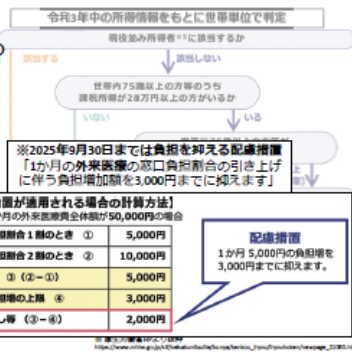 令和3年中の所得情報をもとに世帯単位で判定
現役並み所得者※1に該当するか
該当する
該当しない
世帯内75歳以上の方等のうち
課税所得が28万円以上の方がいるか
いない
いる
※2025年9月30日までは負担を抑える配慮措置
「1か月の外来医療の窓口負担割合の引き上げ
に伴う負担増加額を3,000円までに抑えます」
置が適用される場合の計算方法】
か月の外来医療費全体額が50,000円の場合
担割合1割のとき ① 5,000円
担割合2割のとき ② 10,000円
③(②-①) 5,000円
担増の上限 ④ 3,000円
し等(③-④) 2,000円
配慮措置
1か月 5,000円の負担増を
3,000円までに抑えます。